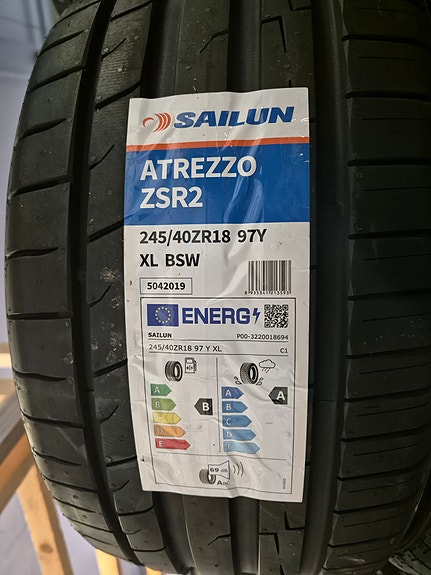 SAILUN
ATREZZO
ZSR2
245/40ZR18 97Y
XL BSW
5042019
ENERG
SAILUN P00-3220018694
245/40ZR18 97 Y XL C1
A A
B B B A
C C
D D
E E
69 dB